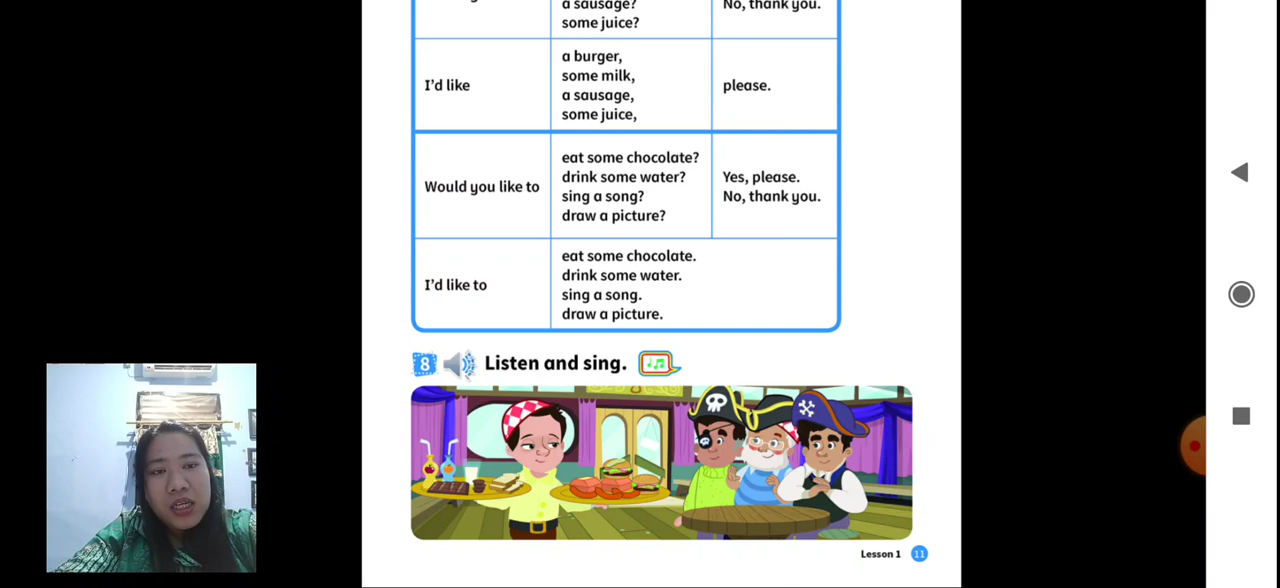 a sausage?
some juice?
No, thank you.
I'd like
a burger,
some milk,
a sausage,
some juice,
please.
Would you like to
eat some chocolate?
drink some water?
sing a song?
draw a picture?
Yes, please.
No, thank you.
I'd like to
eat some chocolate.
drink some water.
sing a song.
draw a picture.
8 Listen and sing.
Lesson 1 11